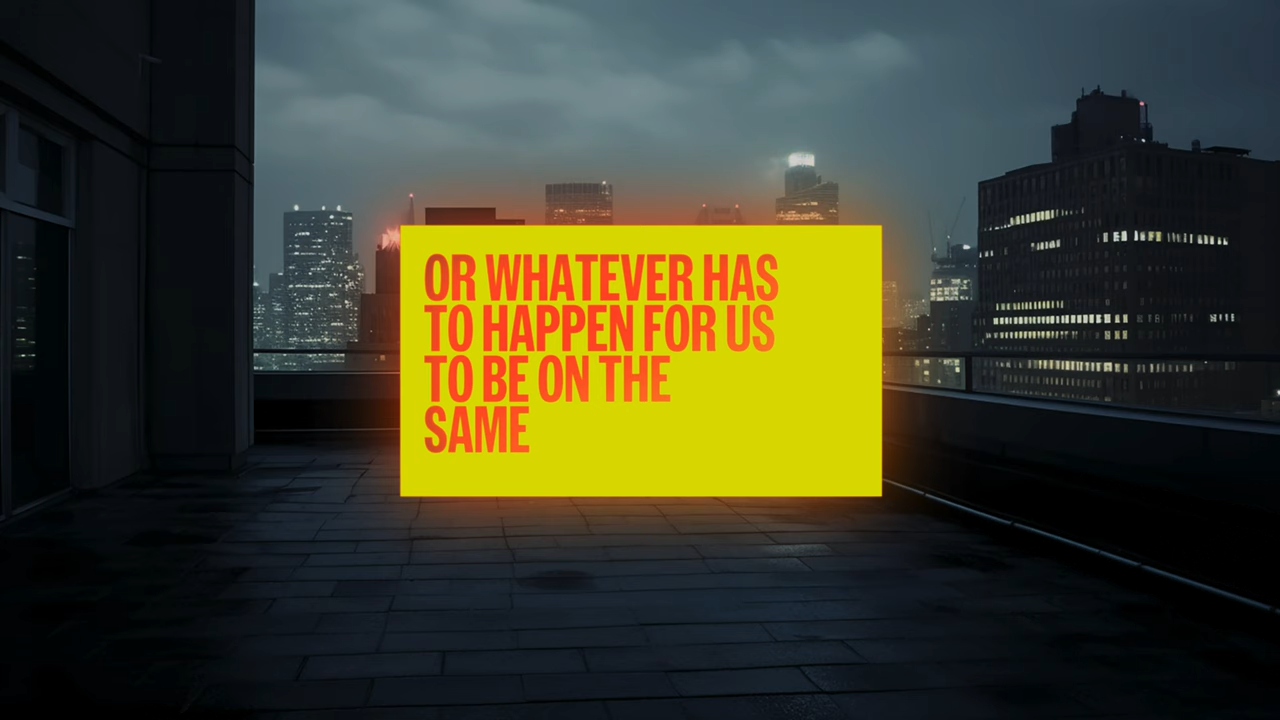 OR WHATEVER HAS
TO HAPPEN FOR US
TO BE ON THE
SAME